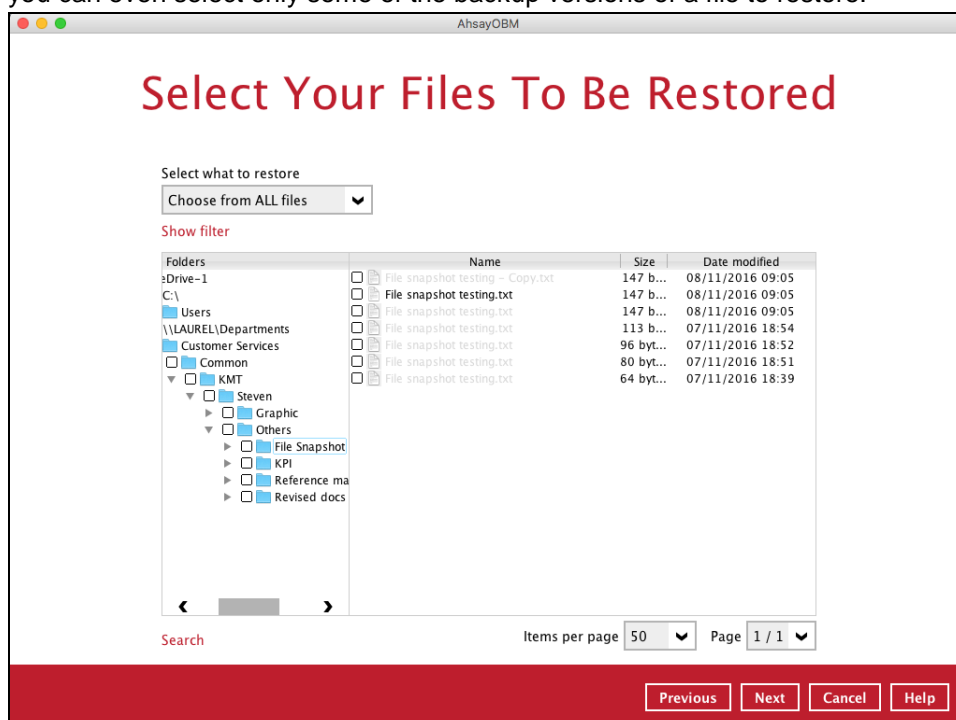 you can even select only some of the backup versions of a file to restore.
AhsayOBM
Select Your Files To Be Restored
Select what to restore
Choose from ALL files
Show filter
Folders Name Size Date modified
eDrive-1 File snapshot testing - Copy.txt 147 b... 08/11/2016 09:05
C:\ File snapshot testing.txt 147 b... 08/11/2016 09:05
Users File snapshot testing.txt 147 b... 08/11/2016 09:05
\\LAUREL\Departments File snapshot testing.txt 113 b... 07/11/2016 18:54
Customer Services File snapshot testing.txt 96 byt... 07/11/2016 18:52
Common File snapshot testing.txt 80 byt... 07/11/2016 18:51
KMT File snapshot testing.txt 64 byt... 07/11/2016 18:39
Steven
Graphic
Others
File Snapshot
KPI
Reference ma
Revised docs
Search Items per page 50 Page 1 / 1
Previous Next Cancel Help